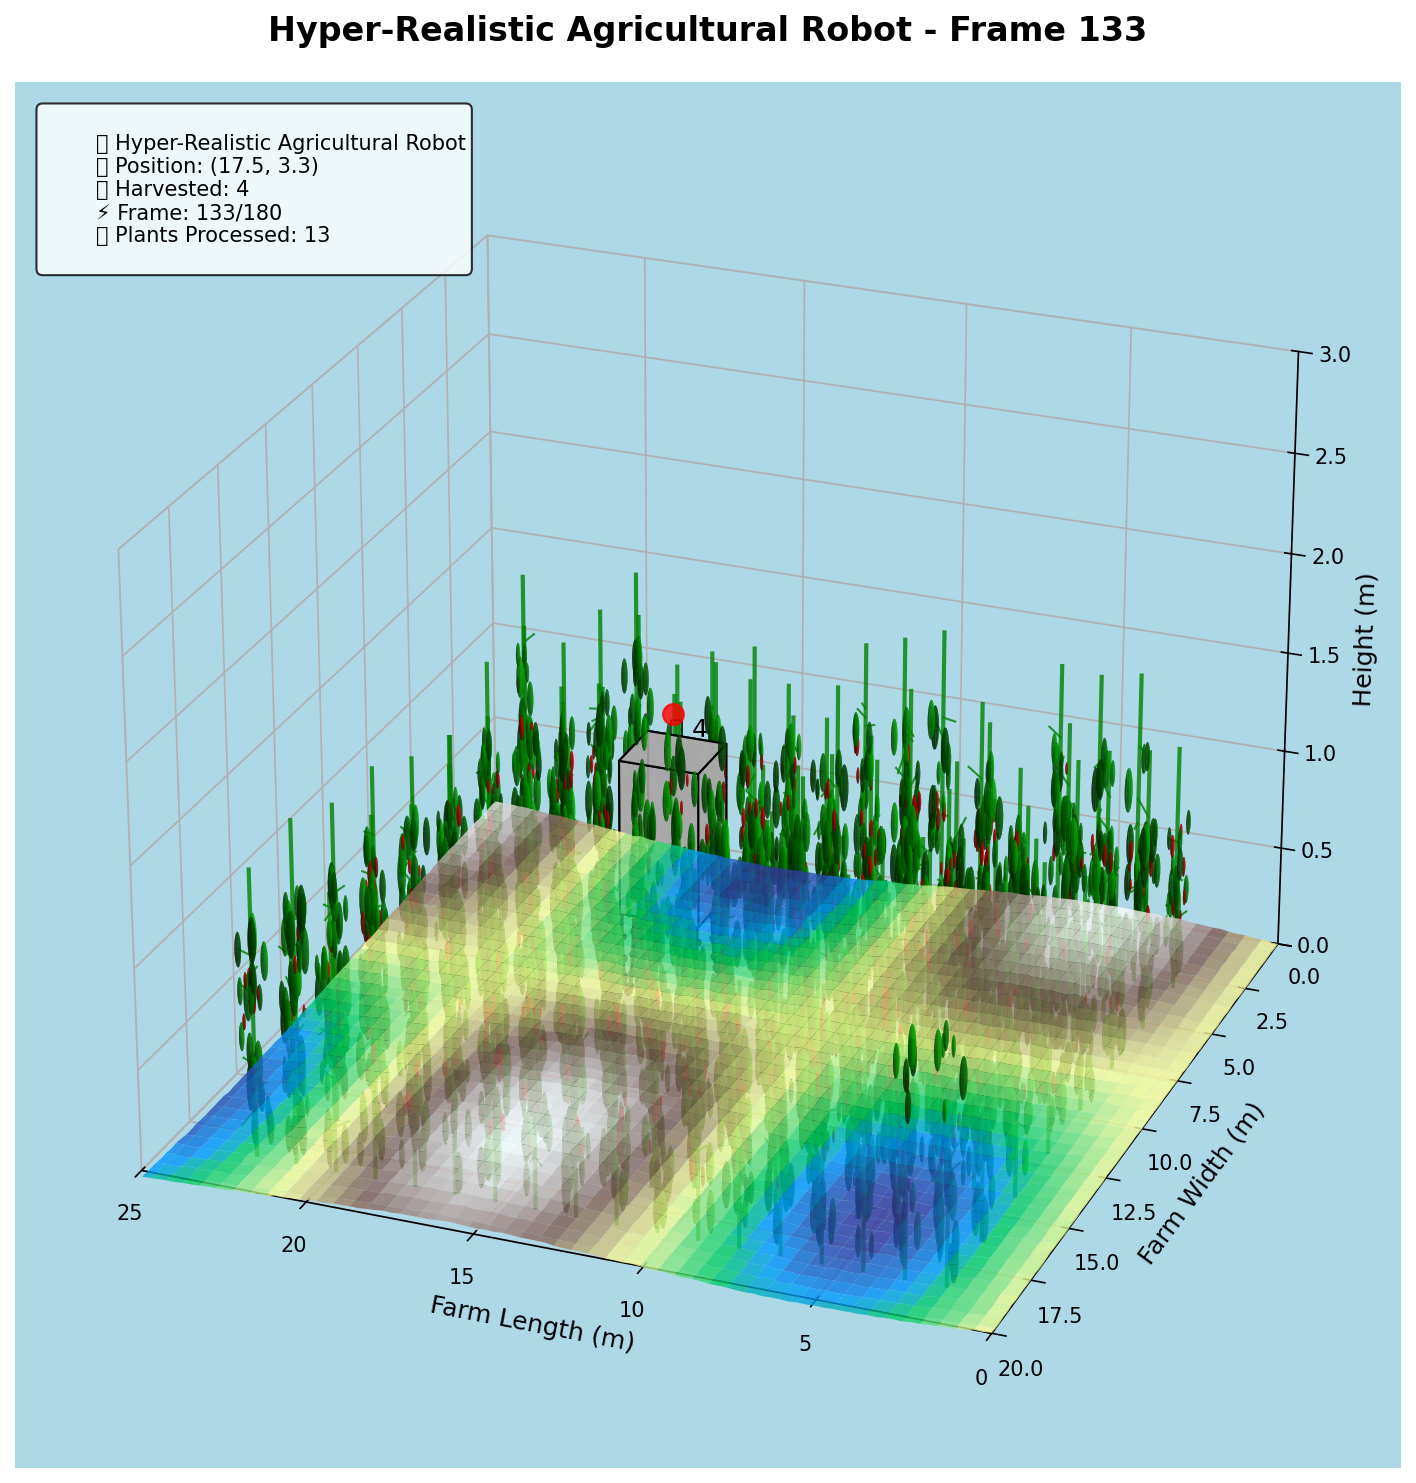 Hyper-Realistic Agricultural Robot - Frame 133
Hyper-Realistic Agricultural Robot
Position: (17.5, 3.3)
Harvested: 4
⚡ Frame: 133/180
Plants Processed: 13
4
3.0
2.5
2.0
1.5
1.0
0.5
0.0
Height (m)
0.0
2.5
5.0
7.5
10.0
12.5
15.0
17.5
20.0
Farm Width (m)
25
20
15
10
5
0
Farm Length (m)